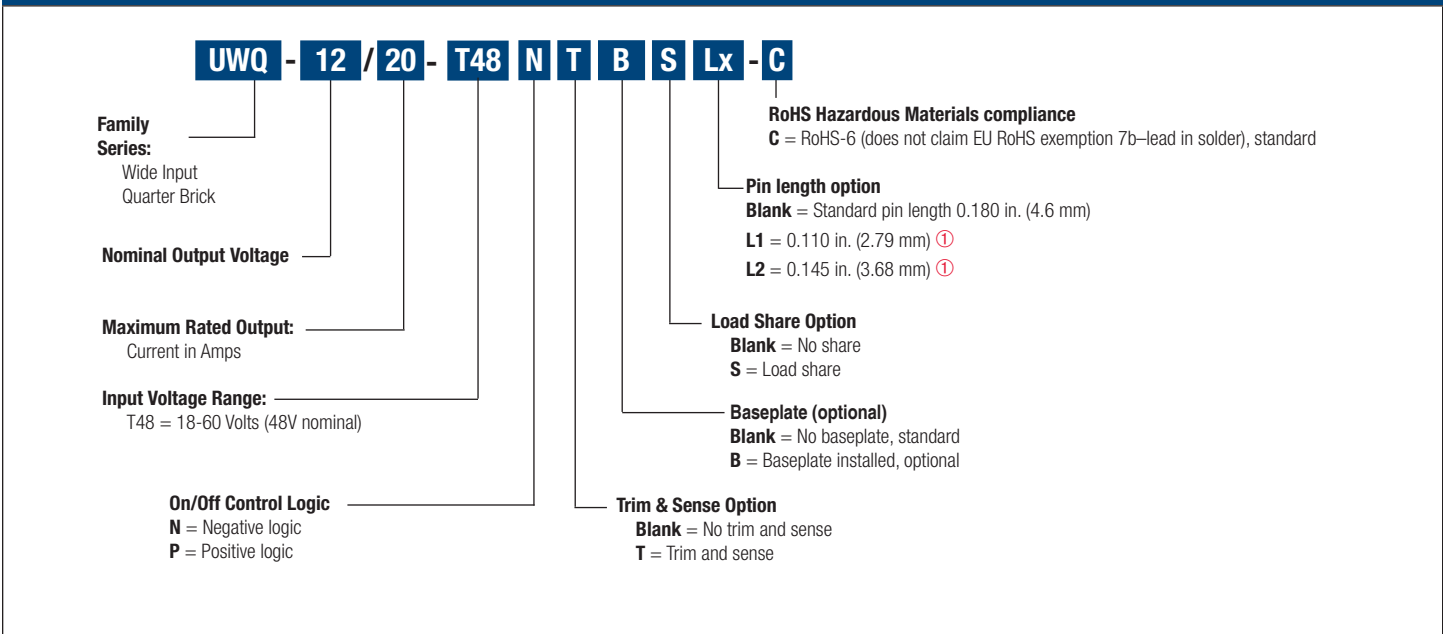 UWQ - 12 / 20 - T48 N T B S Lx - C
RoHS Hazardous Materials compliance
C = RoHS-6 (does not claim EU RoHS exemption 7b–lead in solder), standard
Family
Series:
Wide Input
Quarter Brick
Pin length option
Blank = Standard pin length 0.180 in. (4.6 mm)
L1 = 0.110 in. (2.79 mm) ①
L2 = 0.145 in. (3.68 mm) ①
Nominal Output Voltage
Maximum Rated Output:
Current in Amps
Load Share Option
Blank = No share
S = Load share
Input Voltage Range:
T48 = 18-60 Volts (48V nominal)
Baseplate (optional)
Blank = No baseplate, standard
B = Baseplate installed, optional
On/Off Control Logic
N = Negative logic
P = Positive logic
Trim & Sense Option
Blank = No trim and sense
T = Trim and sense